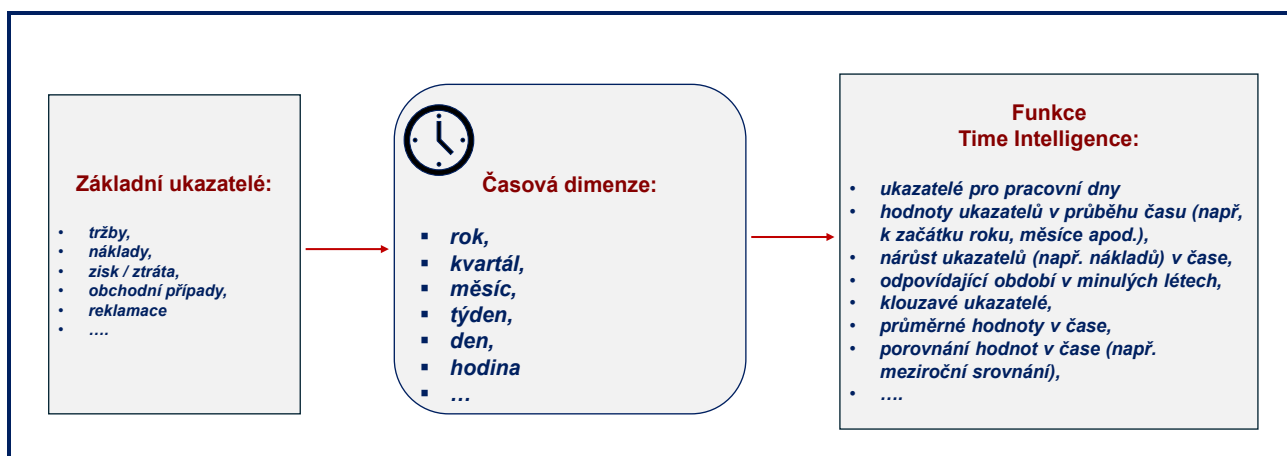 Základní ukazatelé:
• tržby,
• náklady,
• zisk / ztráta,
• obchodní případy,
• reklamace
• ….
Časová dimenze:
▪ rok,
▪ kvartál,
▪ měsíc,
▪ týden,
▪ den,
▪ hodina
▪ …
Funkce
Time Intelligence:
• ukazatelé pro pracovní dny
• hodnoty ukazatelů v průběhu času (např,
k začátku roku, měsíce apod.),
• nárůst ukazatelů (např. nákladů) v čase,
• odpovídající období v minulých létech,
• klouzavé ukazatelé,
• průměrné hodnoty v čase,
• porovnání hodnot v čase (např.
meziroční srovnání),
• ….